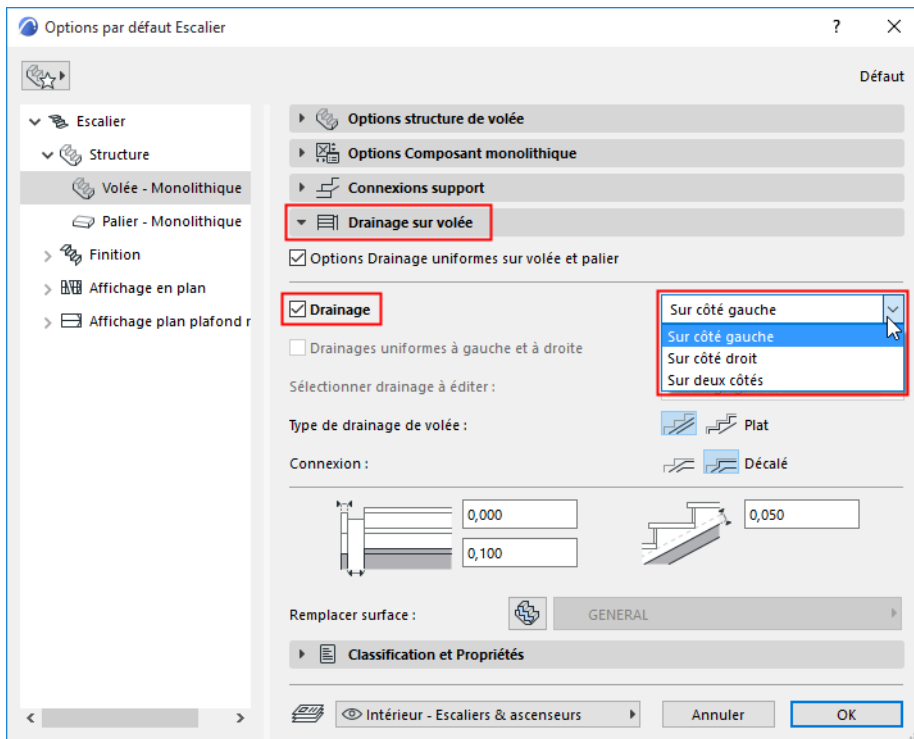 Options par défaut Escalier
?
Défaut
Escalier
Structure
Volée - Monolithique
Palier - Monolithique
Finition
Affichage en plan
Affichage plan plafond r
Options structure de volée
Options Composant monolithique
Connexions support
Drainage sur volée
Options Drainage uniformes sur volée et palier
Drainage
Sur côté gauche
Sur côté gauche
Sur côté droit
Sur deux côtés
Drainages uniformes à gauche et à droite
Sélectionner drainage à éditer :
Type de drainage de volée :
Plat
Connexion :
Décalé
0,000
0,100
0,050
Remplacer surface :
GENERAL
Classification et Propriétés
Intérieur - Escaliers & ascenseurs
Annuler
OK